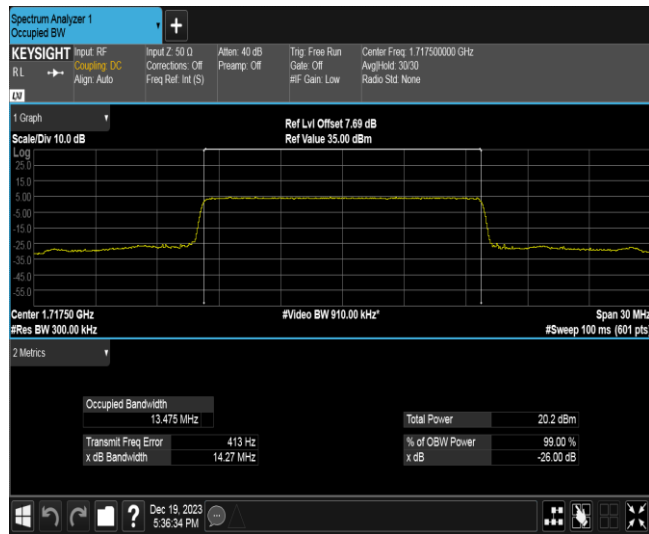 Spectrum Analyzer 1
Occupied BW
+
KEYSIGHT
R L
LXI
Input: RF
Coupling: DC
Align: Auto
Input Z: 50 Ω
Corrections: Off
Freq Ref: Int (S)
Atten: 40 dB
Preamp: Off
Trig: Free Run
Gate: Off
#IF Gain: Low
Center Freq: 1.717500000 GHz
Avg|Hold: 30/30
Radio Std: None
1 Graph
Scale/Div 10.0 dB
Ref Lvl Offset 7.69 dB
Ref Value 35.00 dBm
Log
25.0
15.0
5.00
-5.00
-15.0
-25.0
-35.0
-45.0
-55.0
Center 1.71750 GHz
#Res BW 300.00 kHz
#Video BW 910.00 kHz*
Span 30 MHz
#Sweep 100 ms (601 pts)
2 Metrics
Occupied Bandwidth
13.475 MHz
Transmit Freq Error 413 Hz
x dB Bandwidth 14.27 MHz
Total Power 20.2 dBm
% of OBW Power 99.00 %
x dB -26.00 dB
?
Dec 19, 2023
5:36:34 PM